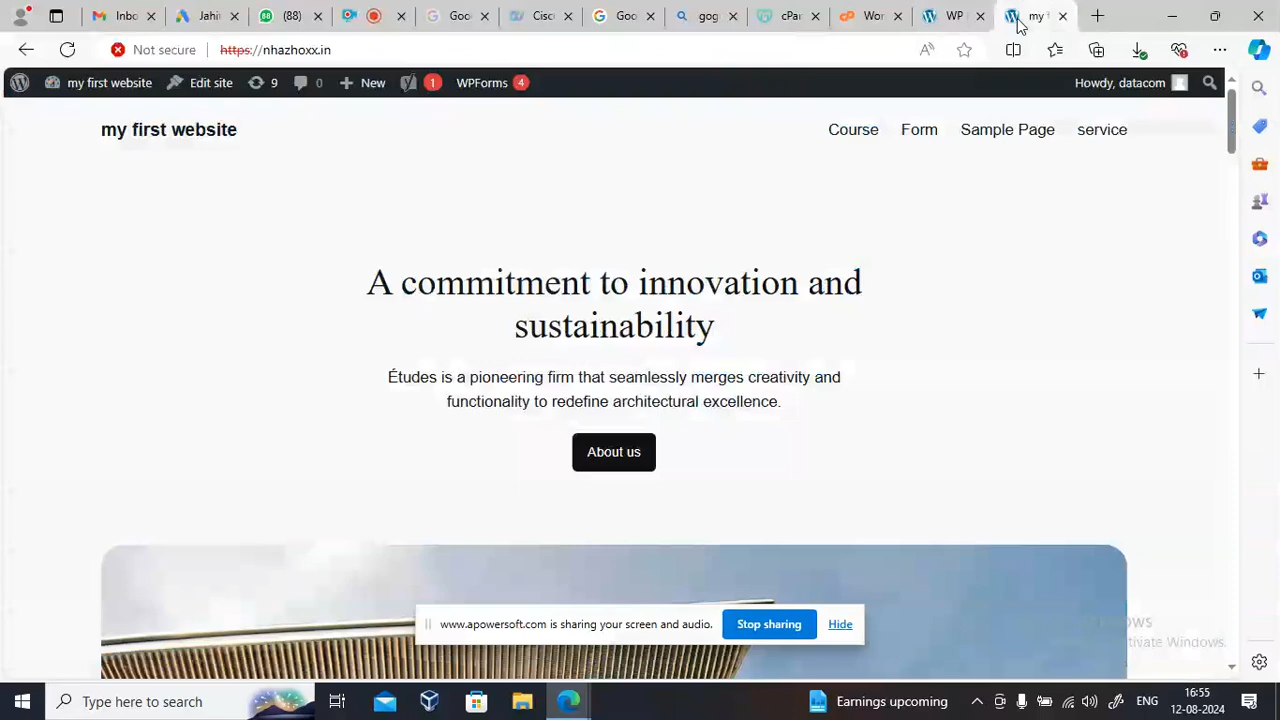 Inbo
Jahir
(88)
Goo
Cisco
Goo
gog
cPan
Wor
WP
my f
Not secure
https://nhazhoxx.in
my first website
Edit site
9
0
New
1
WPForms 4
Howdy, datacom
my first website
Course
Form
Sample Page
service
A commitment to innovation and
sustainability
Études is a pioneering firm that seamlessly merges creativity and
functionality to redefine architectural excellence.
About us
www.apowersoft.com is sharing your screen and audio.
Stop sharing
Hide
Type here to search
Earnings upcoming
ENG
16:55
12-08-2024